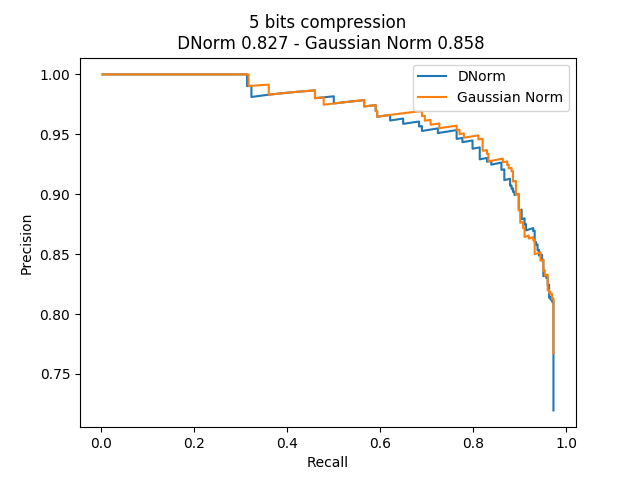 5 bits compression
DNorm 0.827 - Gaussian Norm 0.858
DNorm
Gaussian Norm
1.00
0.95
0.90
0.85
0.80
0.75
Precision
0.0 0.2 0.4 0.6 0.8 1.0
Recall